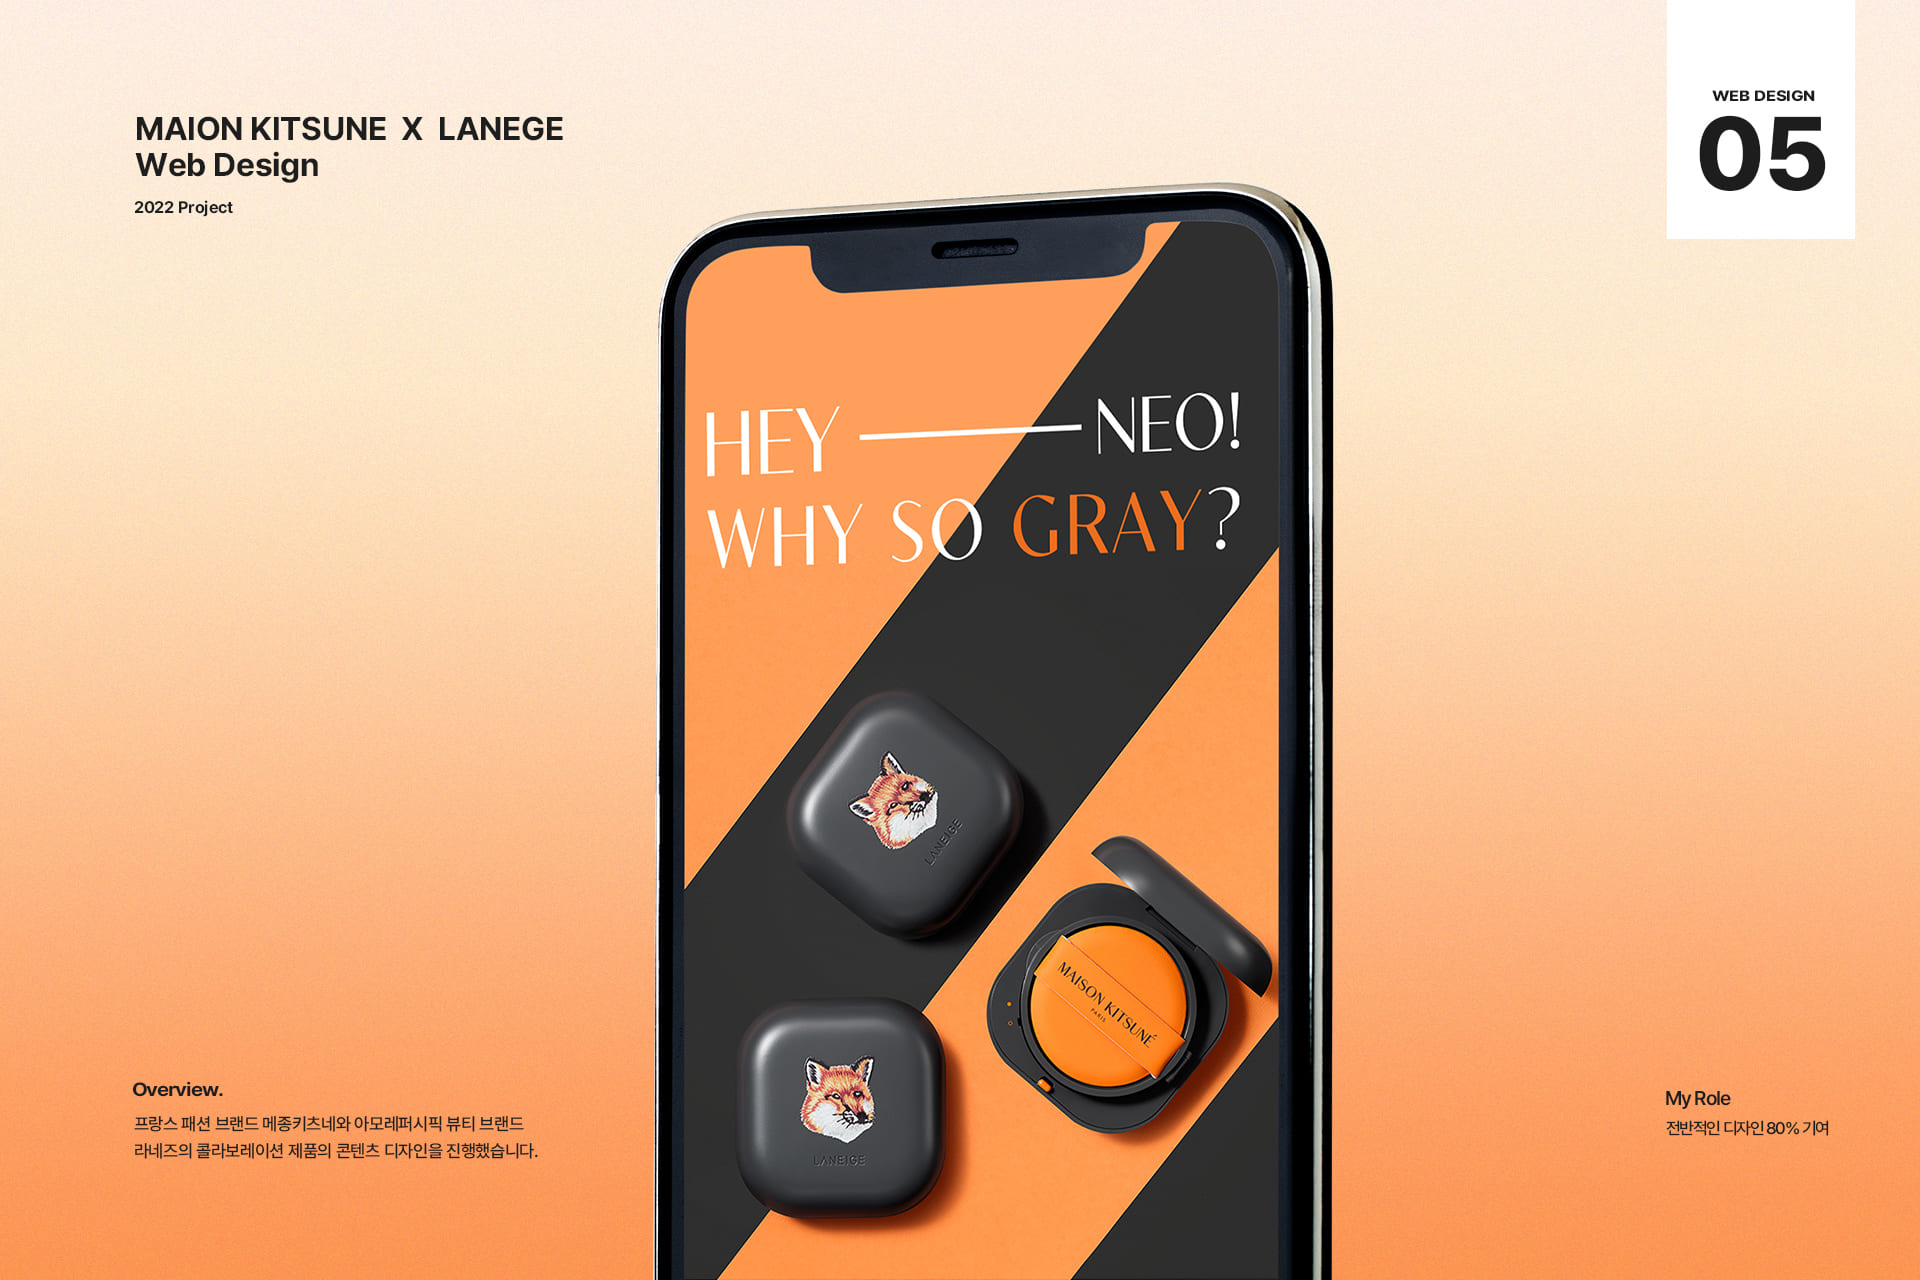 MAION KITSUNE X LANEGE
Web Design
2022 Project
WEB DESIGN
05
HEY — NEO!
WHY SO GRAY?
LANEIGE
MAISON KITSUNÉ
PARIS
LANEIGE
Overview.
프랑스 패션 브랜드 메종키츠네와 아모레퍼시픽 뷰티 브랜드
라네즈의 콜라보레이션 제품의 콘텐츠 디자인을 진행했습니다.
My Role
전반적인 디자인 80% 기여